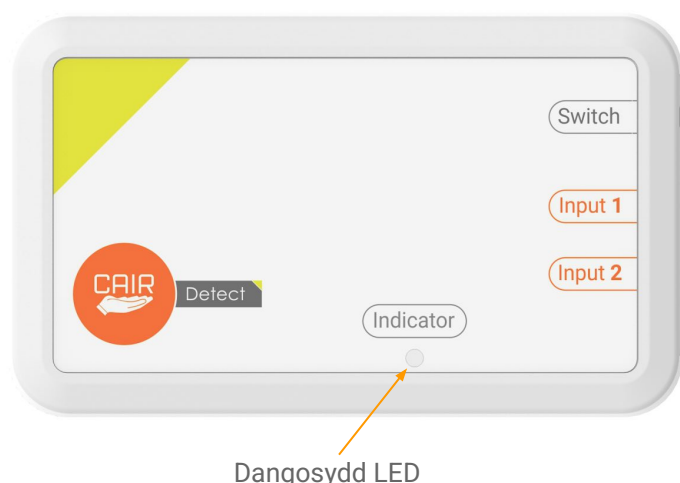 Switch
Input 1
Input 2
CAIR
Detect
Indicator
Dangosydd LED